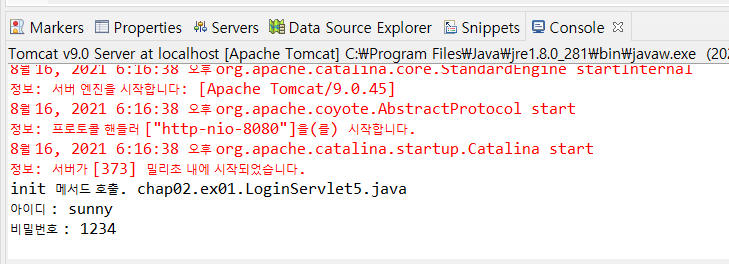 Markers Properties Servers Data Source Explorer Snippets Console
Tomcat v9.0 Server at localhost [Apache Tomcat] C:₩Program Files₩Java₩jre1.8.0_281₩bin₩javaw.exe (202
8월 16, 2021 6:16:38 오후 org.apache.catalina.core.StandardEngine startInternal
정보: 서버 엔진을 시작합니다: [Apache Tomcat/9.0.45]
8월 16, 2021 6:16:38 오후 org.apache.coyote.AbstractProtocol start
정보: 프로토콜 핸들러 ["http-nio-8080"]을(를) 시작합니다.
8월 16, 2021 6:16:38 오후 org.apache.catalina.startup.Catalina start
정보: 서버가 [373] 밀리초 내에 시작되었습니다.
init 메서드 호출. chap02.ex01.LoginServlet5.java
아이디 : sunny
비밀번호 : 1234